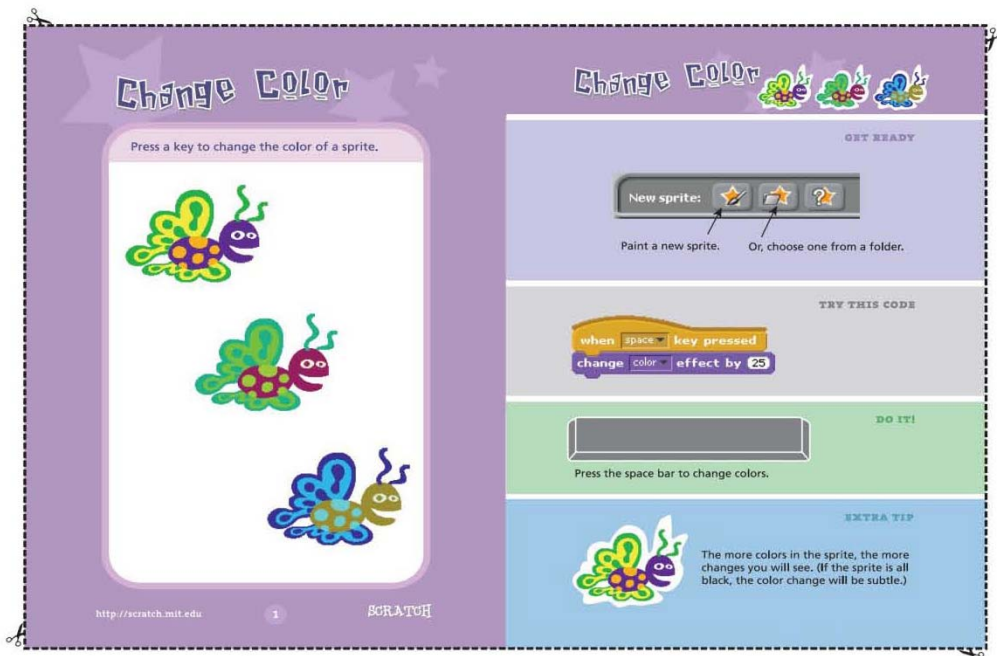 Change Color
Press a key to change the color of a sprite.
http://scratch.mit.edu
1
SCRATCH
Change Color
GET READY
New sprite:
Paint a new sprite.
Or, choose one from a folder.
TRY THIS CODE
when space key pressed
change color effect by 25
DO IT!
Press the space bar to change colors.
EXTRA TIP
The more colors in the sprite, the more
changes you will see. (If the sprite is all
black, the color change will be subtle.)